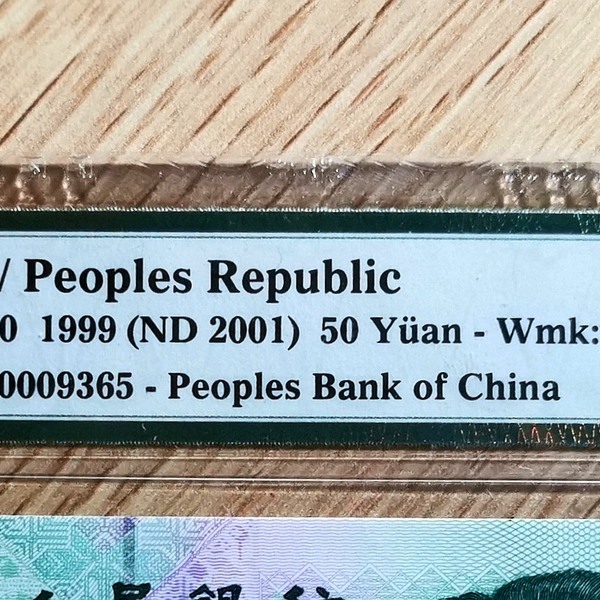 / Peoples Republic
0 1999 (ND 2001) 50 Yüan - Wmk:
0009365 - Peoples Bank of China